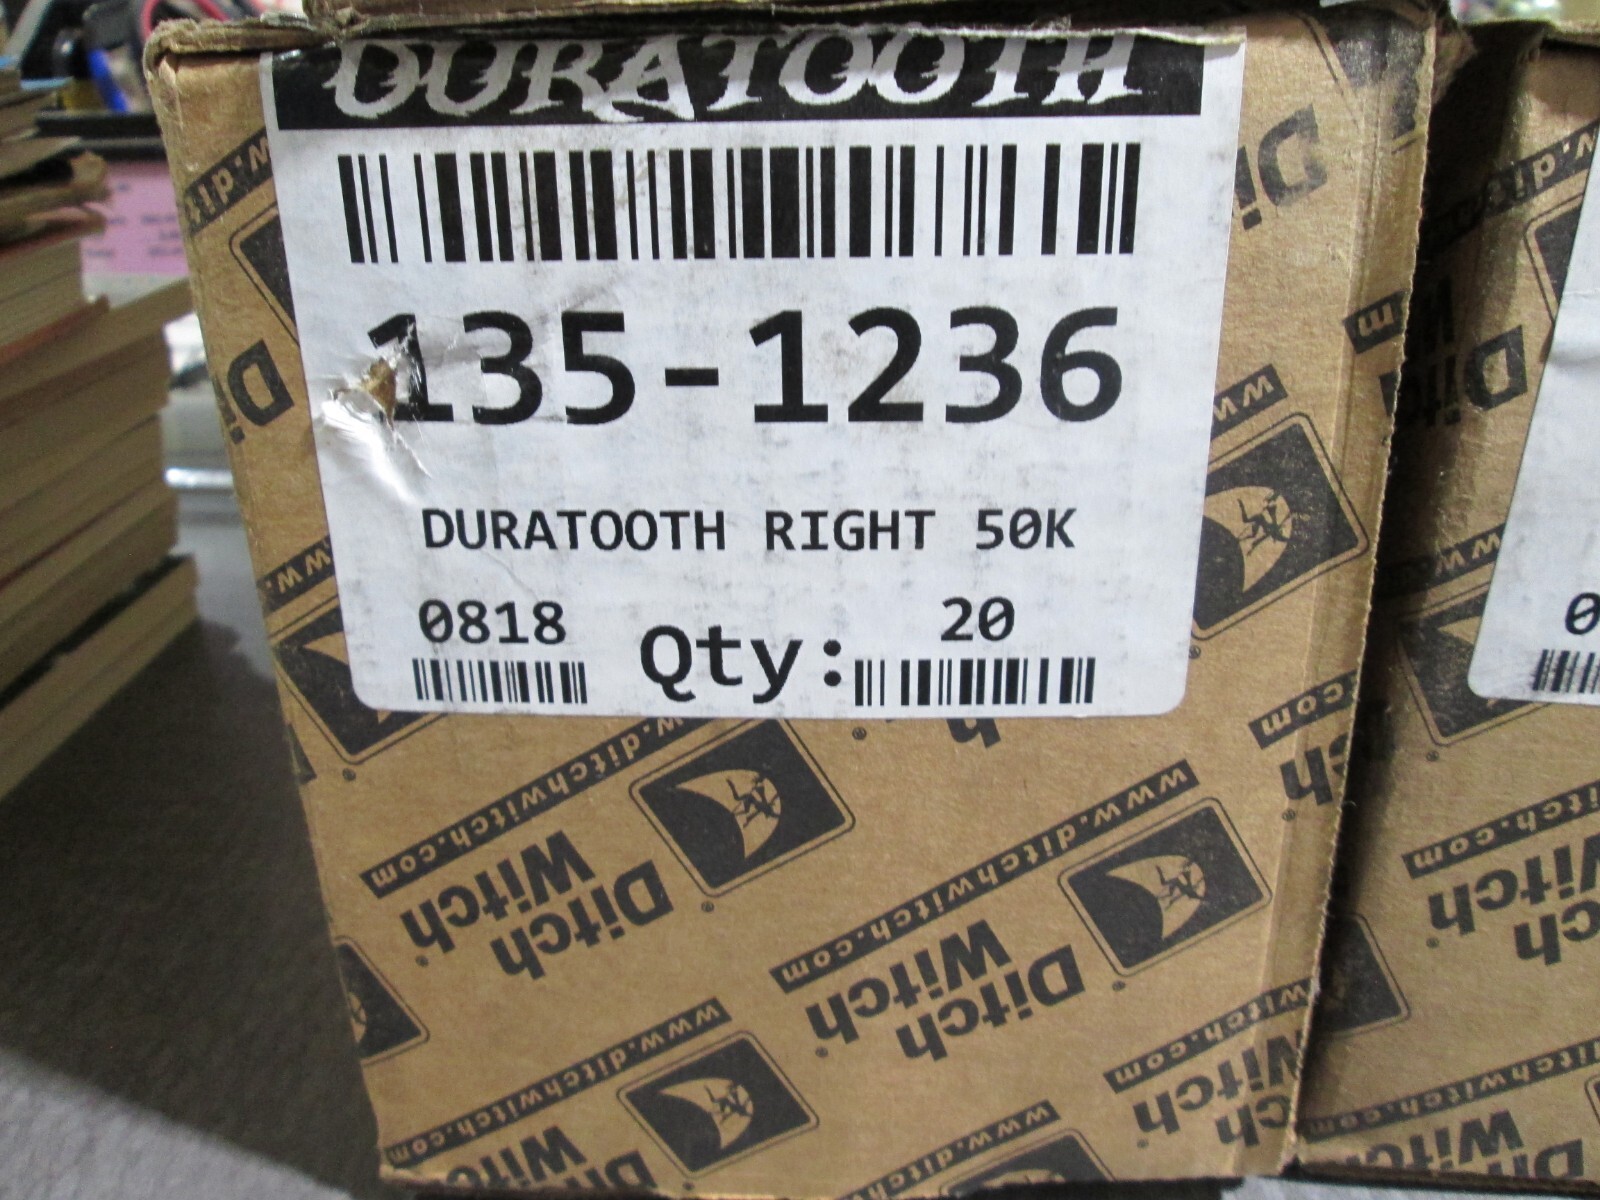 DURATOOTH
135-1236
DURATOOTH RIGHT 50K
0818 Qty: 20
www.ditchwitch.com
Ditch
Witch
www.ditchwitch.com
Ditch
Witch
www.ditchwitch.com
Ditch
Witch